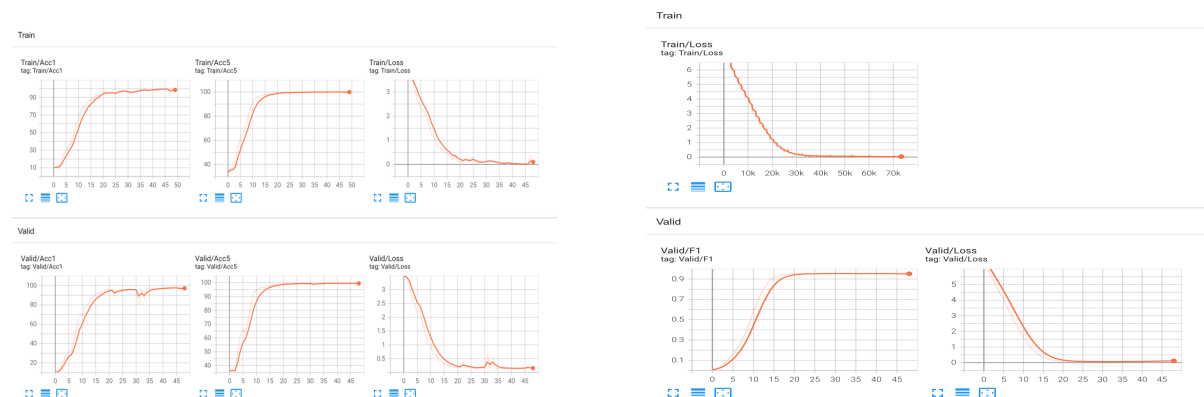 Train
Train/Acc1
tag: Train/Acc1
90
70
50
30
10
0 5 10 15 20 25 30 35 40 45 50
Train/Acc5
tag: Train/Acc5
100
80
60
40
0 5 10 15 20 25 30 35 40 45 50
Train/Loss
tag: Train/Loss
3
2
1
0
30 0 5 10 15 20 25 30 35 40 45
Valid
Valid/Acc1
tag: Valid/Acc1
100
80
60
40
20
0 5 10 15 20 25 30 35 40 45
Valid/Acc5
tag: Valid/Acc5
100
90
80
70
60
50
40
0 5 10 15 20 25 30 35 40 45
Valid/Loss
tag: Valid/Loss
3
2.5
2
1.5
1
0.5
0 5 10 15 20 25 30 35 40 45
Train
Train/Loss
tag: Train/Loss
6
5
4
3
2
1
0
0 10k 20k 30k 40k 50k 60k 70k
Valid
Valid/F1
tag: Valid/F1
0.9
0.7
0.5
0.3
0.1
0 5 10 15 20 25 30 35 40 45
Valid/Loss
tag: Valid/Loss
5
4
3
2
1
0
0 5 10 15 20 25 30 35 40 45